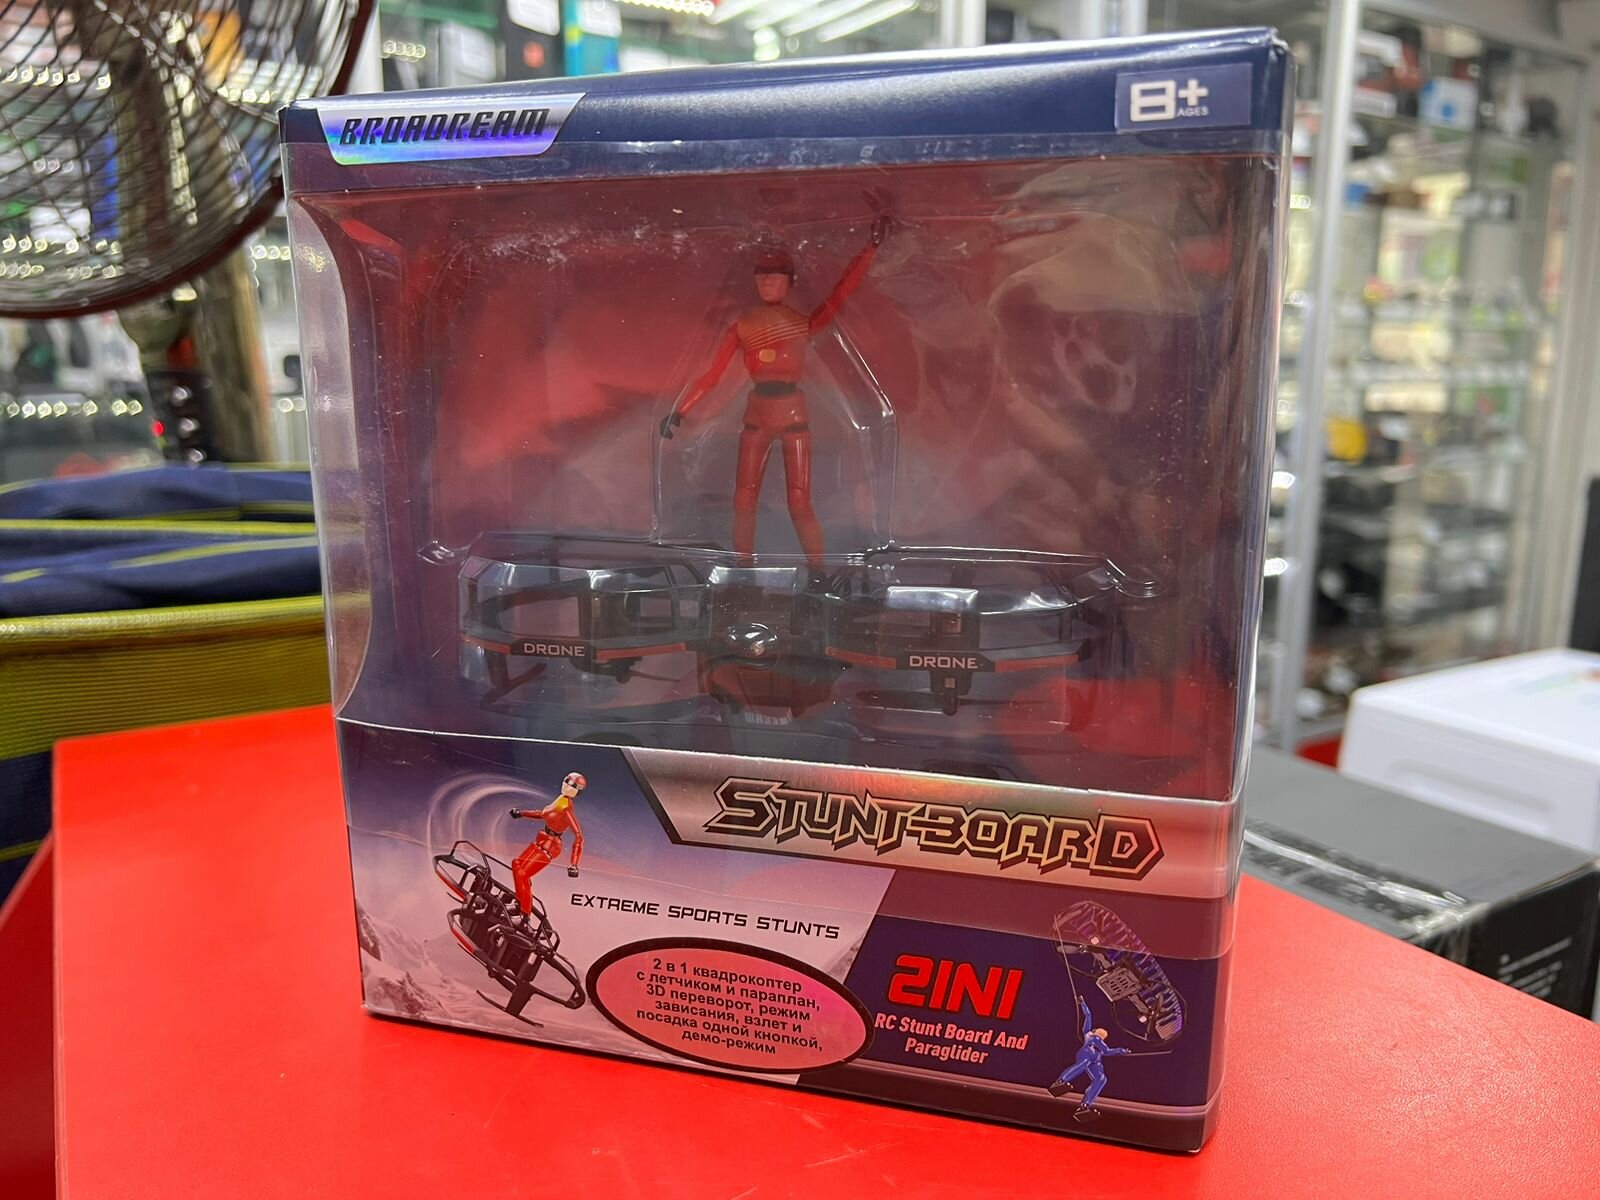 BROADREAM
8+
AGES
DRONE
DRONE
STUNT-BOARD
EXTREME SPORTS STUNTS
2 в 1 квадрокоптер
с летчиком и параплан,
3D переворот, режим
зависания, взлет и
посадка одной кнопкой,
демо-режим
2IN1
RC Stunt Board And
Paraglider